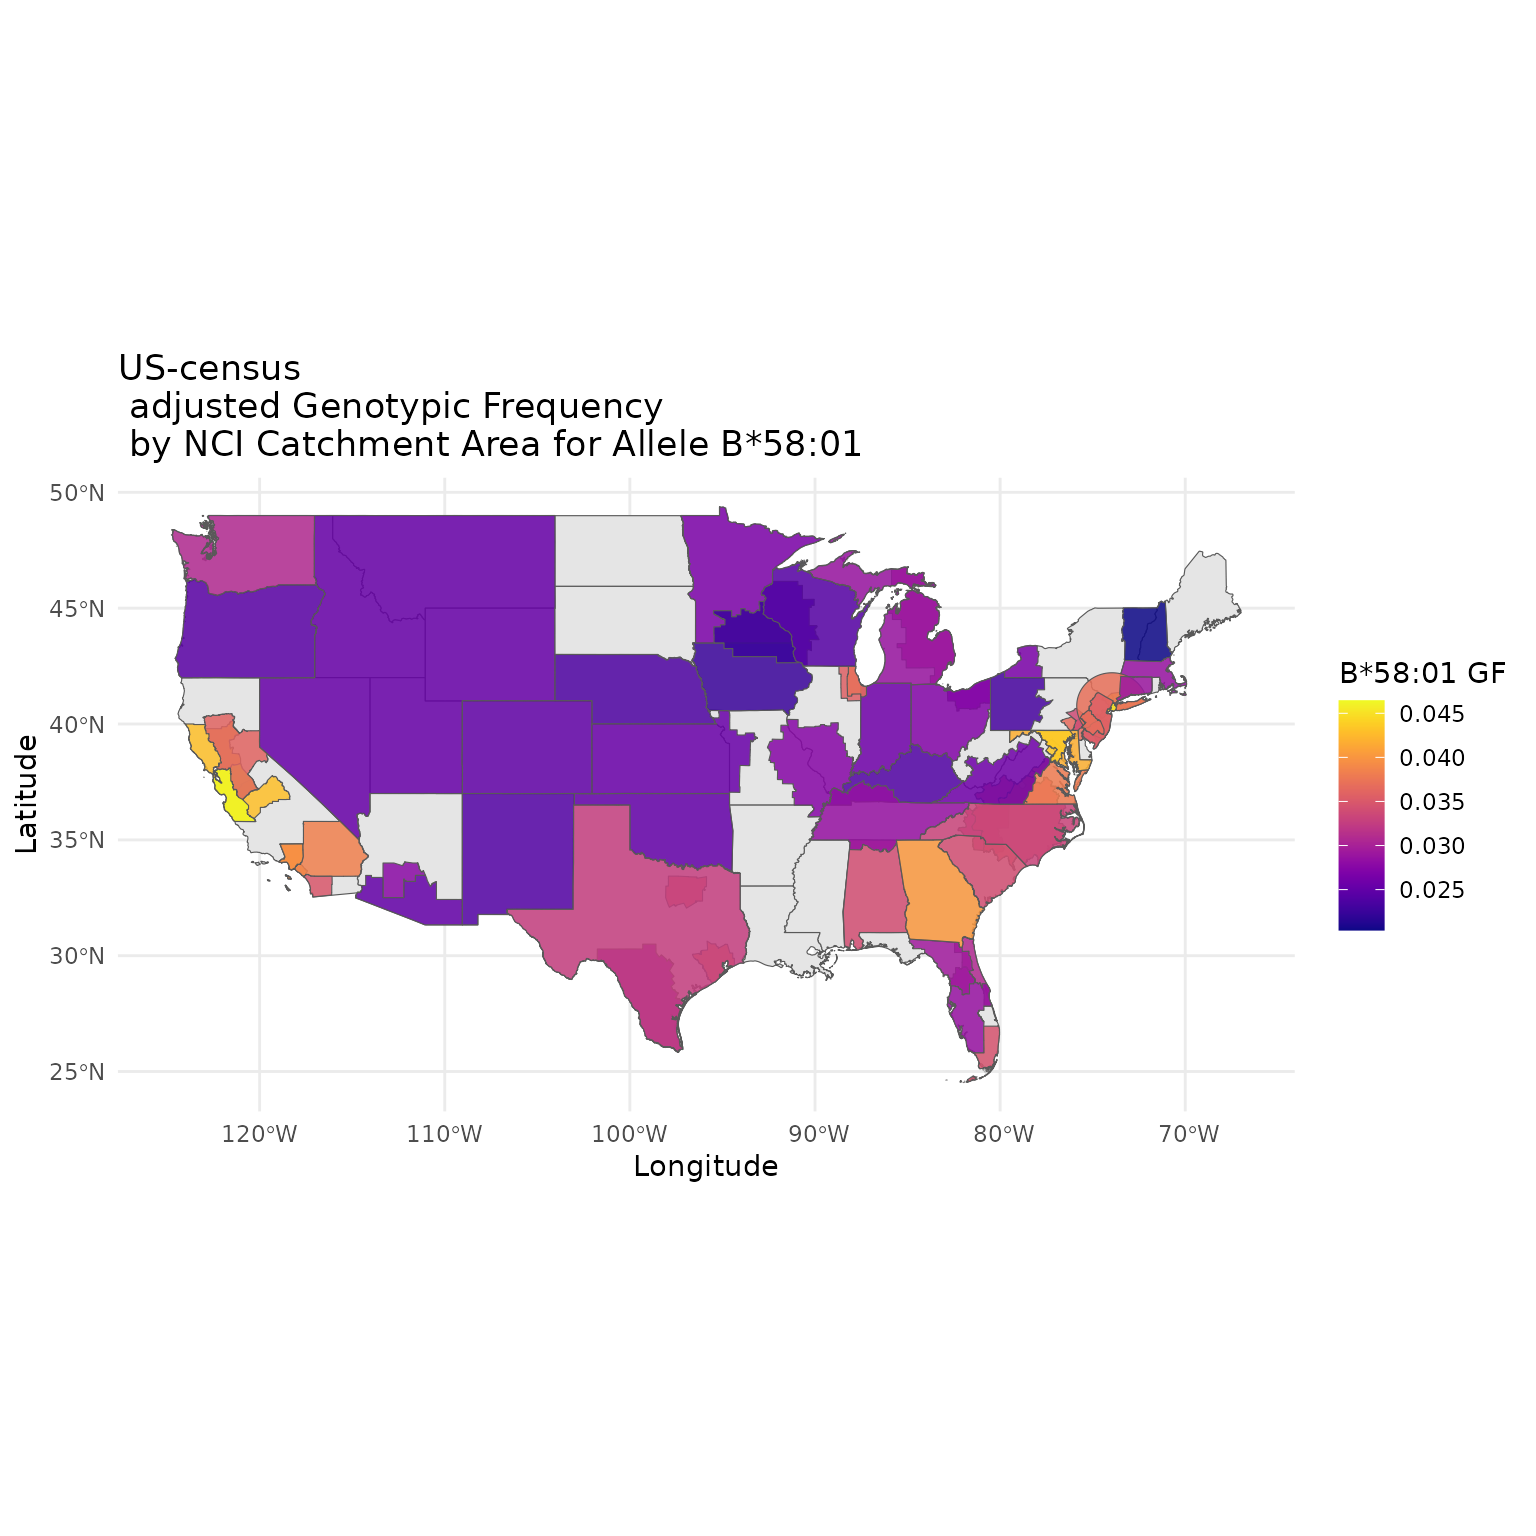 US-census
adjusted Genotypic Frequency
by NCI Catchment Area for Allele B*58:01
50°N
45°N
40°N
35°N
30°N
25°N
Latitude
120°W 110°W 100°W 90°W 80°W 70°W
Longitude
B*58:01 GF
0.045
0.040
0.035
0.030
0.025